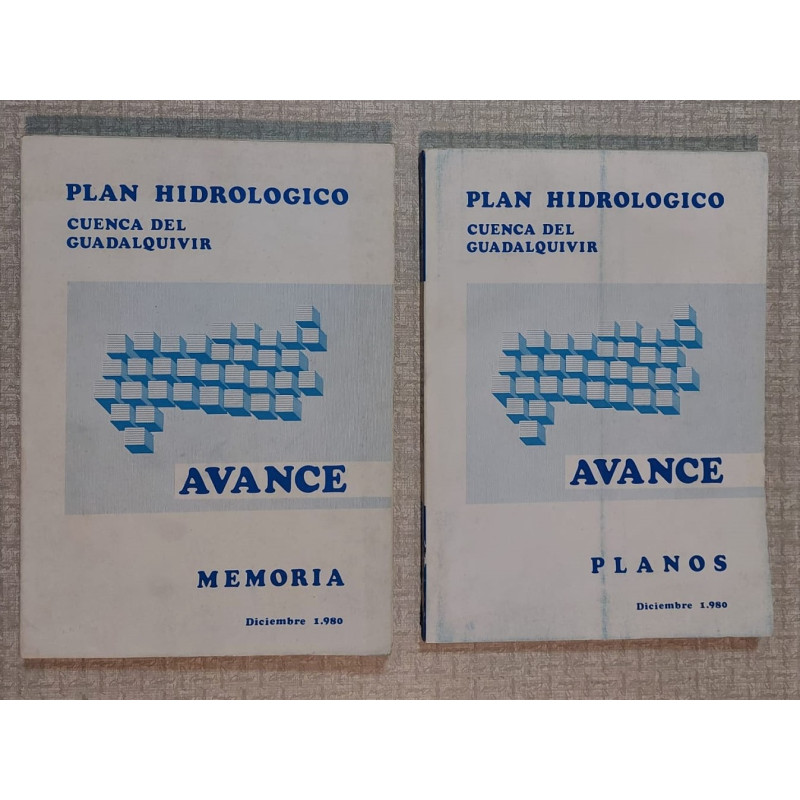 PLAN HIDROLOGICO
CUENCA DEL
GUADALQUIVIR
AVANCE
MEMORIA
Diciembre 1.980
PLAN HIDROLOGICO
CUENCA DEL
GUADALQUIVIR
AVANCE
PLANOS
Diciembre 1.980